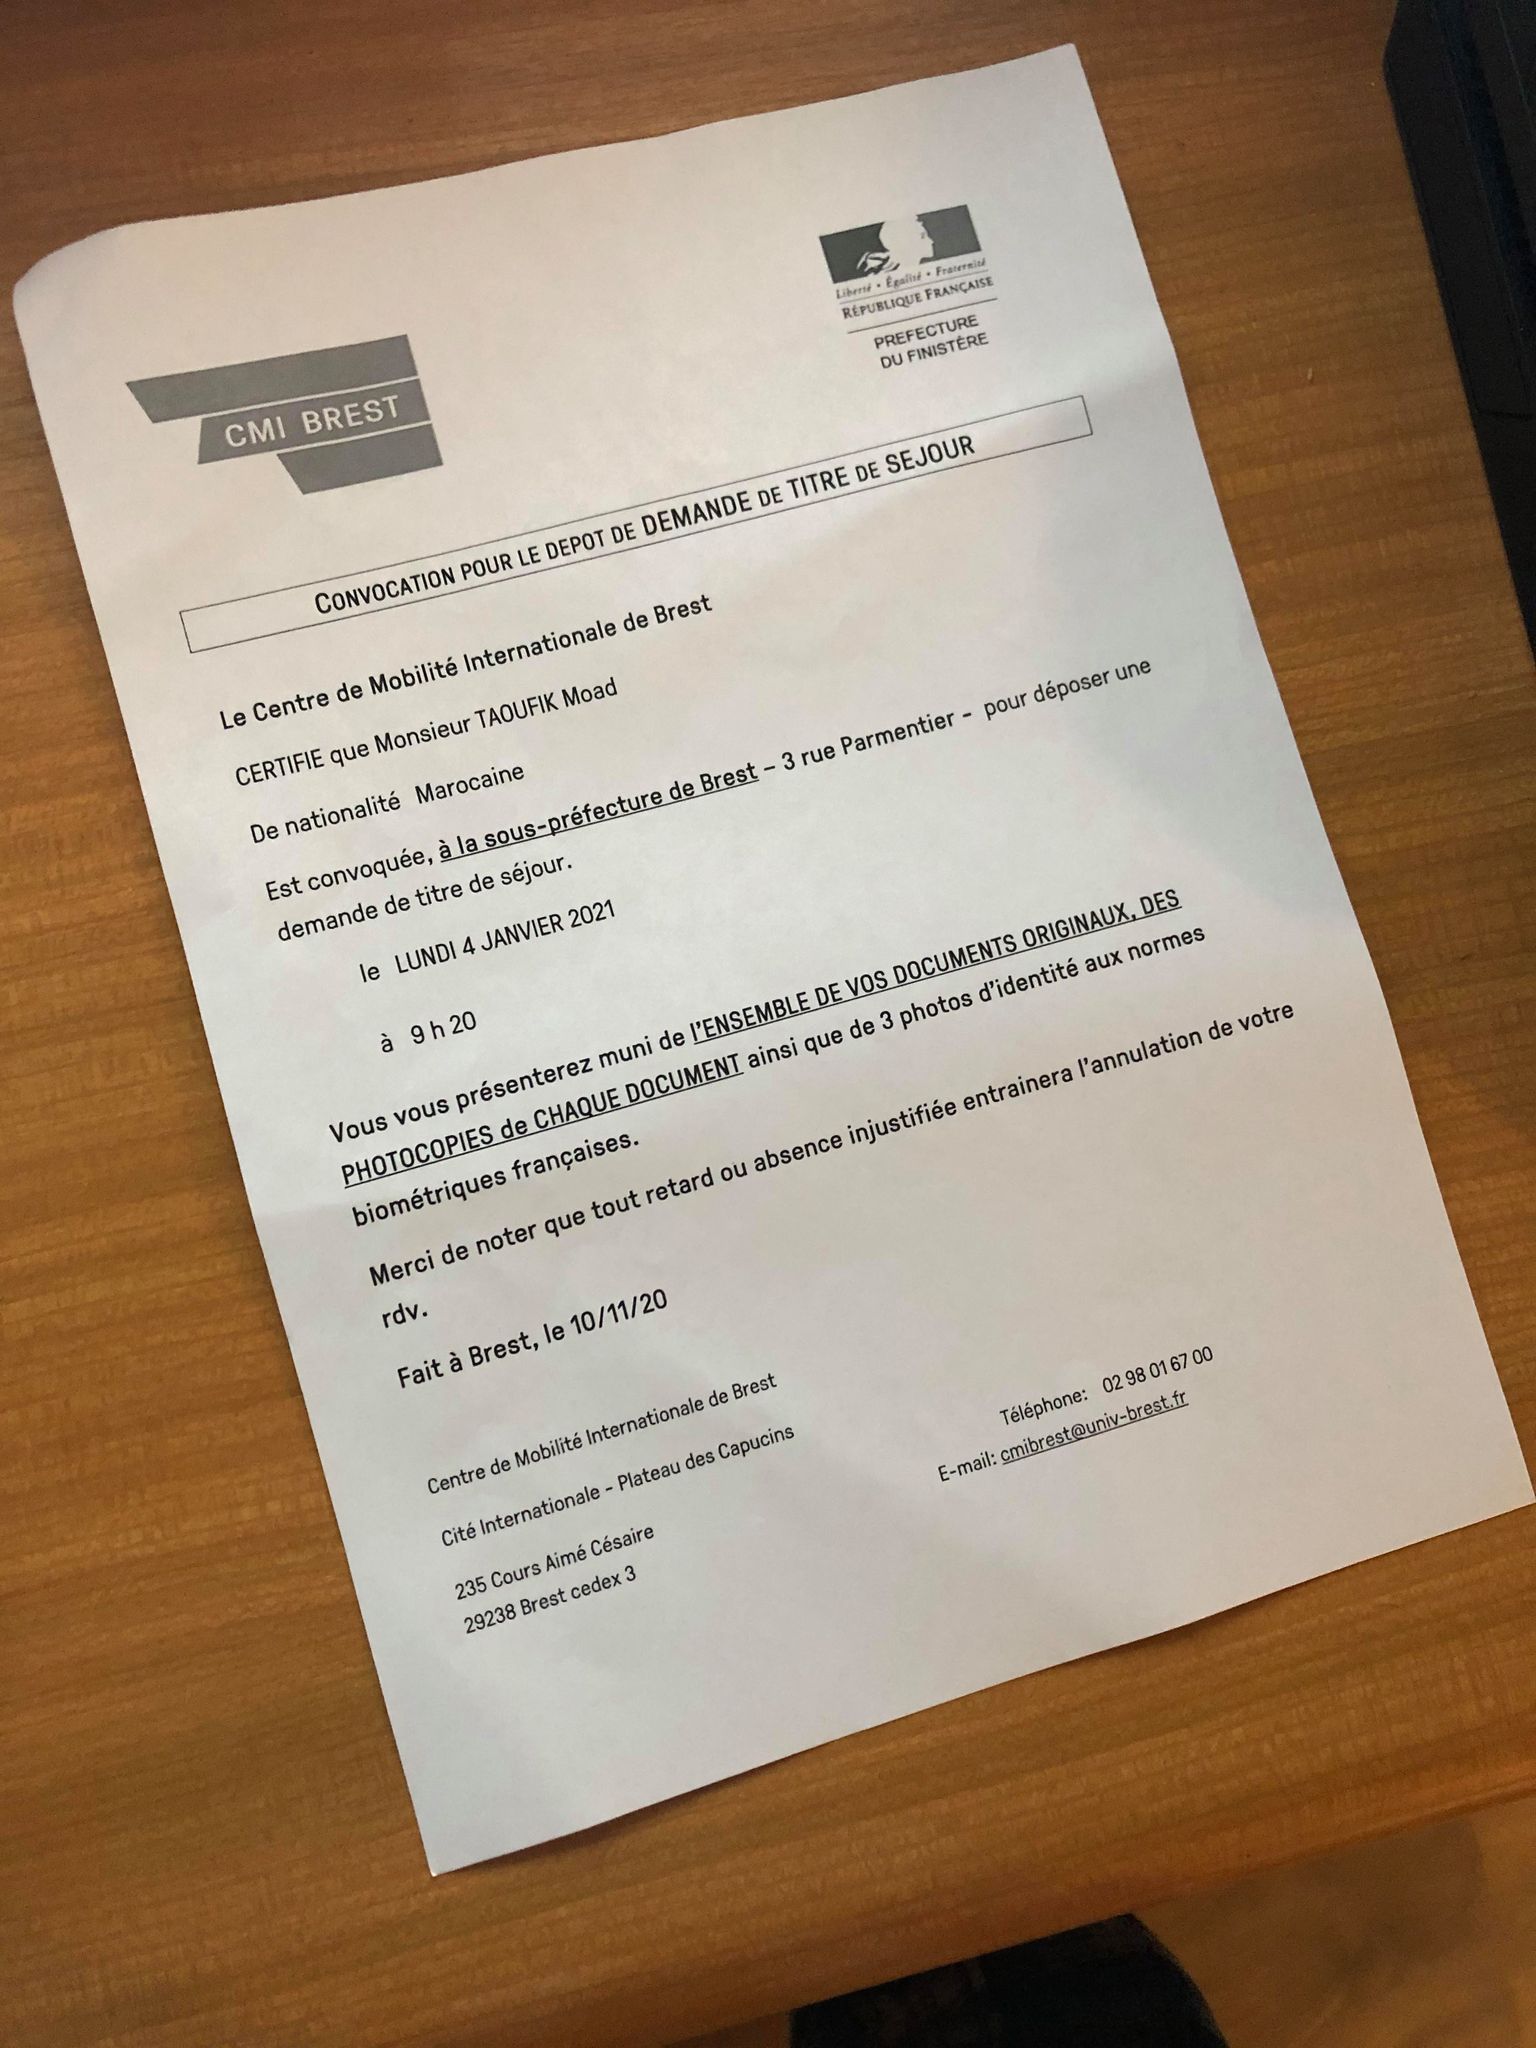 Liberté • Égalité • Fraternité
RÉPUBLIQUE FRANÇAISE
PREFECTURE
DU FINISTÈRE
CMI BREST
CONVOCATION POUR LE DEPOT DE DEMANDE DE TITRE DE SEJOUR
Le Centre de Mobilité Internationale de Brest
CERTIFIE que Monsieur TAOUFIK Moad
De nationalité Marocaine
Est convoquée, à la sous-préfecture de Brest – 3 rue Parmentier - pour déposer une
demande de titre de séjour.
le LUNDI 4 JANVIER 2021
à 9 h 20
Vous vous présenterez muni de l'ENSEMBLE DE VOS DOCUMENTS ORIGINAUX, DES
PHOTOCOPIES de CHAQUE DOCUMENT ainsi que de 3 photos d'identité aux normes
biométriques françaises.
Merci de noter que tout retard ou absence injustifiée entrainera l'annulation de votre
rdv.
Fait à Brest, le 10/11/20
Centre de Mobilité Internationale de Brest
Cité Internationale - Plateau des Capucins
235 Cours Aimé Césaire
29238 Brest cedex 3
Téléphone: 02 98 01 67 00
E-mail: cmibrest@univ-brest.fr